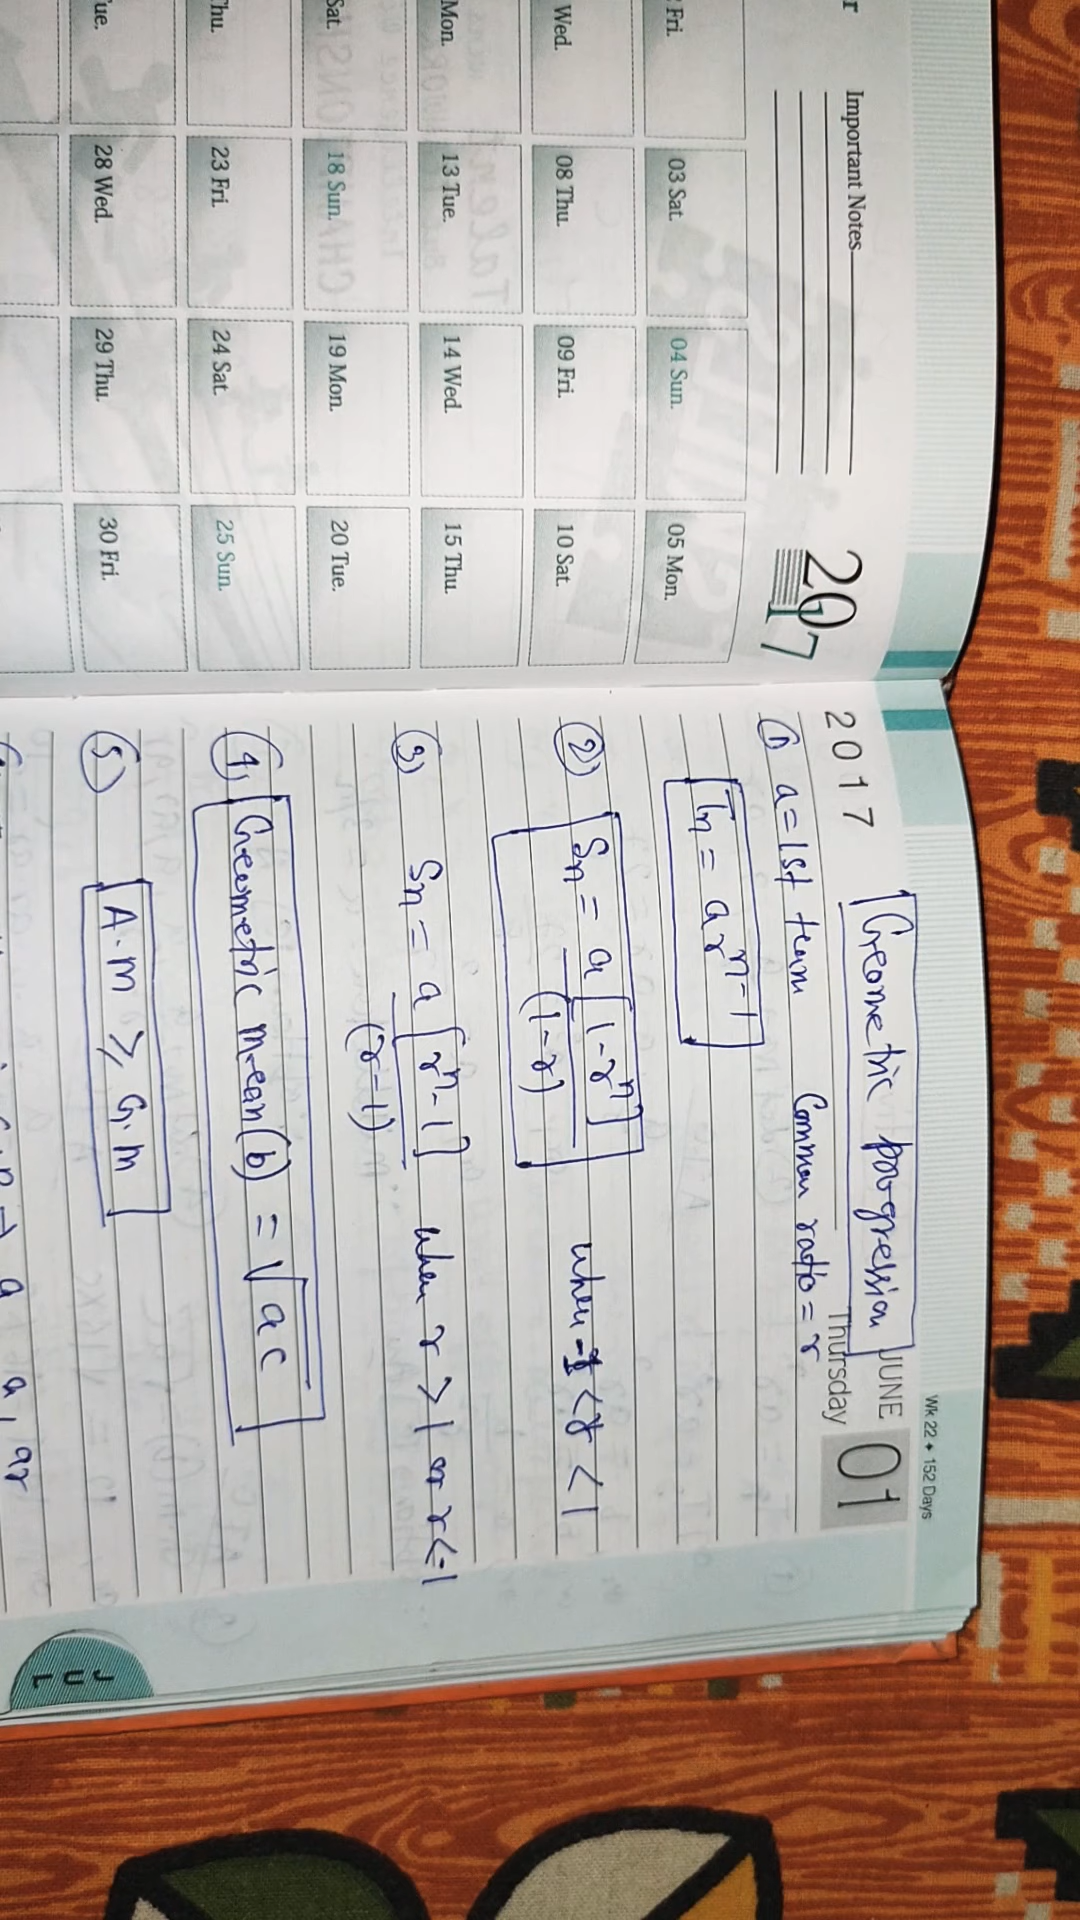 Important Notes
2017
Fri.
03 Sat.
04 Sun.
05 Mon.
Wed.
08 Thu.
09 Fri.
10 Sat.
Mon.
13 Tue.
14 Wed.
15 Thu.
Sat.
18 Sun.
19 Mon.
20 Tue.
Thu.
23 Fri.
24 Sat.
25 Sun.
28 Wed.
29 Thu.
30 Fri.
Wk 22 + 152 Days
2017 JUNE 01
Thursday
Geometric progression
① a = 1st term Common ratio = r
Tn = ar^(n-1)
② Sn = a[1-r^n] / (1-r) when -1 < r < 1
③ Sn = a[r^n-1] / (r-1) when r > 1 or r < -1
④ Geometric mean (b) = √ac
⑤ A.m ≥ G.m
a, ar
JUL